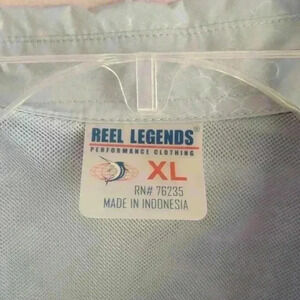 REEL LEGENDS®
PERFORMANCE CLOTHING
XL
RN# 76235
MADE IN INDONESIA